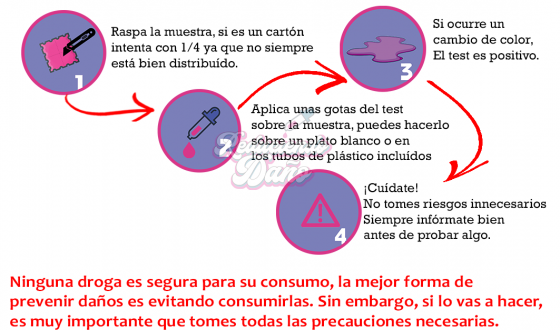 Raspa la muestra, si es un cartón
intenta con 1/4 ya que no siempre
está bien distribuído.
1
Aplica unas gotas del test
sobre la muestra, puedes hacerlo
sobre un plato blanco o en
los tubos de plástico incluídos
2
Si ocurre un
cambio de color,
El test es positivo.
3
¡Cuídate!
No tomes riesgos innecesarios
Siempre infórmate bien
antes de probar algo.
4
Reduciendo
Daño
Ninguna droga es segura para su consumo, la mejor forma de
prevenir daños es evitando consumirlas. Sin embargo, si lo vas a hacer,
es muy importante que tomes todas las precauciones necesarias.